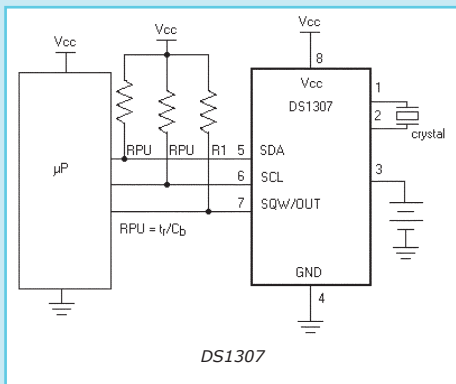 Vcc
Vcc
Vcc
8
Vcc
DS1307
1
2
crystal
µP
RPU RPU R1 5 SDA
3
6 SCL
7 SQW/OUT
RPU = tr/Cb
GND
4
DS1307